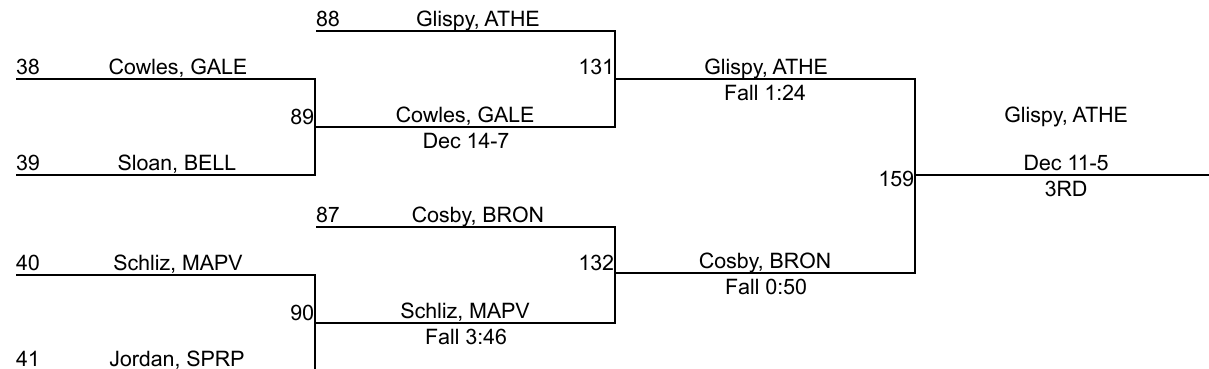 88 Glispy, ATHE
38 Cowles, GALE
131 Glispy, ATHE
Fall 1:24
89 Cowles, GALE
Dec 14-7
Glispy, ATHE
39 Sloan, BELL
159 Dec 11-5
3RD
87 Cosby, BRON
40 Schliz, MAPV
132 Cosby, BRON
Fall 0:50
90 Schliz, MAPV
Fall 3:46
41 Jordan, SPRP